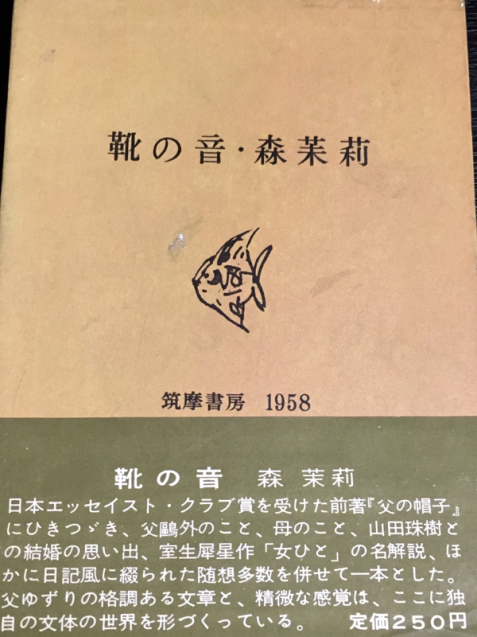 靴の音・森茉莉
筑摩書房 1958
靴の音 森 茉莉
日本エッセイスト・クラブ賞を受けた前著『父の帽子』
にひきつゞき、父鷗外のこと、母のこと、山田珠樹と
の結婚の思い出、室生犀星作「女ひと」の名解説、ほ
かに日記風に綴られた随想多数を併せて一本とした。
父ゆずりの格調ある文章と、精微な感覚は、ここに独
自の文体の世界を形づくっている。 定価250円